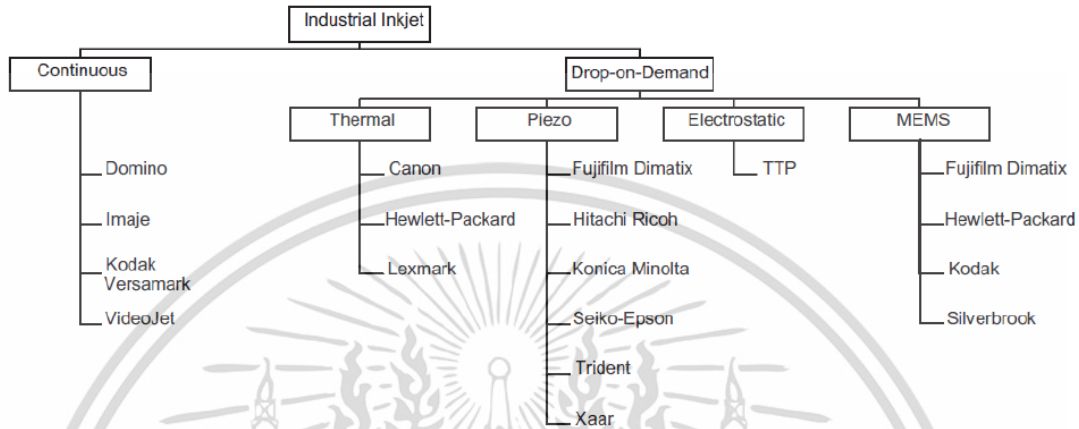 Industrial Inkjet
Continuous
Drop-on-Demand
Thermal
Piezo
Electrostatic
MEMS
Domino
Imaje
Kodak
Versamark
VideoJet
Canon
Hewlett-Packard
Lexmark
Fujifilm Dimatix
Hitachi Ricoh
Konica Minolta
Seiko-Epson
Trident
Xaar
TTP
Fujifilm Dimatix
Hewlett-Packard
Kodak
Silverbrook